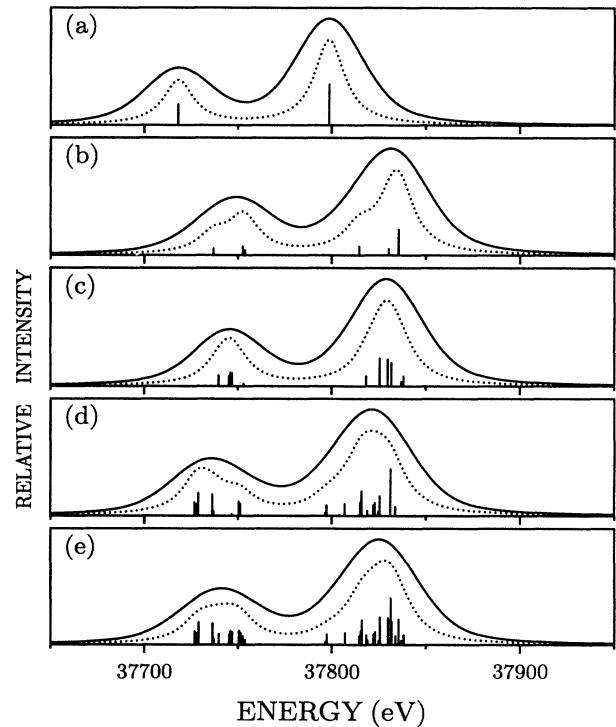 (a)
(b)
(c)
(d)
(e)
RELATIVE INTENSITY
37700 37800 37900
ENERGY (eV)